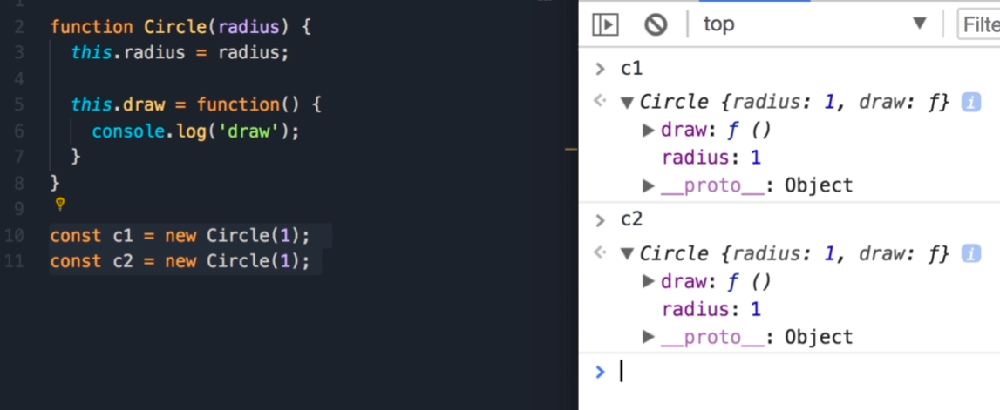 1
2 function Circle(radius) {
3 this.radius = radius;
4
5 this.draw = function() {
6 console.log('draw');
7 }
8 }
9
10 const c1 = new Circle(1);
11 const c2 = new Circle(1);
top ▼ Filte
> c1
<· ▼ Circle {radius: 1, draw: ƒ} i
▶ draw: ƒ ()
radius: 1
▶ __proto__: Object
> c2
<· ▼ Circle {radius: 1, draw: ƒ} i
▶ draw: ƒ ()
radius: 1
▶ __proto__: Object
>